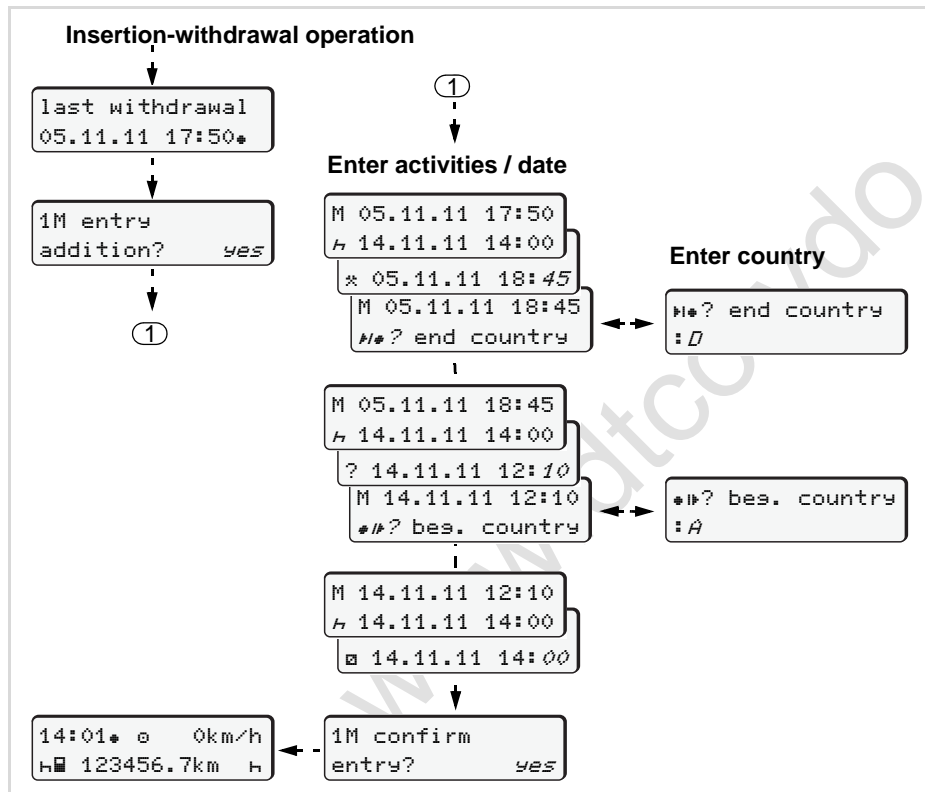 Insertion-withdrawal operation
last withdrawal
05.11.11 17:50
1M entry
addition? yes
1
1
Enter activities / date
M 05.11.11 17:50
14.11.11 14:00
05.11.11 18:45
M 05.11.11 18:45
? end country
Enter country
? end country
:D
M 05.11.11 18:45
14.11.11 14:00
? 14.11.11 12:10
M 14.11.11 12:10
? beg. country
? beg. country
:A
M 14.11.11 12:10
14.11.11 14:00
14.11.11 14:00
1M confirm
entry? yes
14:01 0km/h
123456.7km